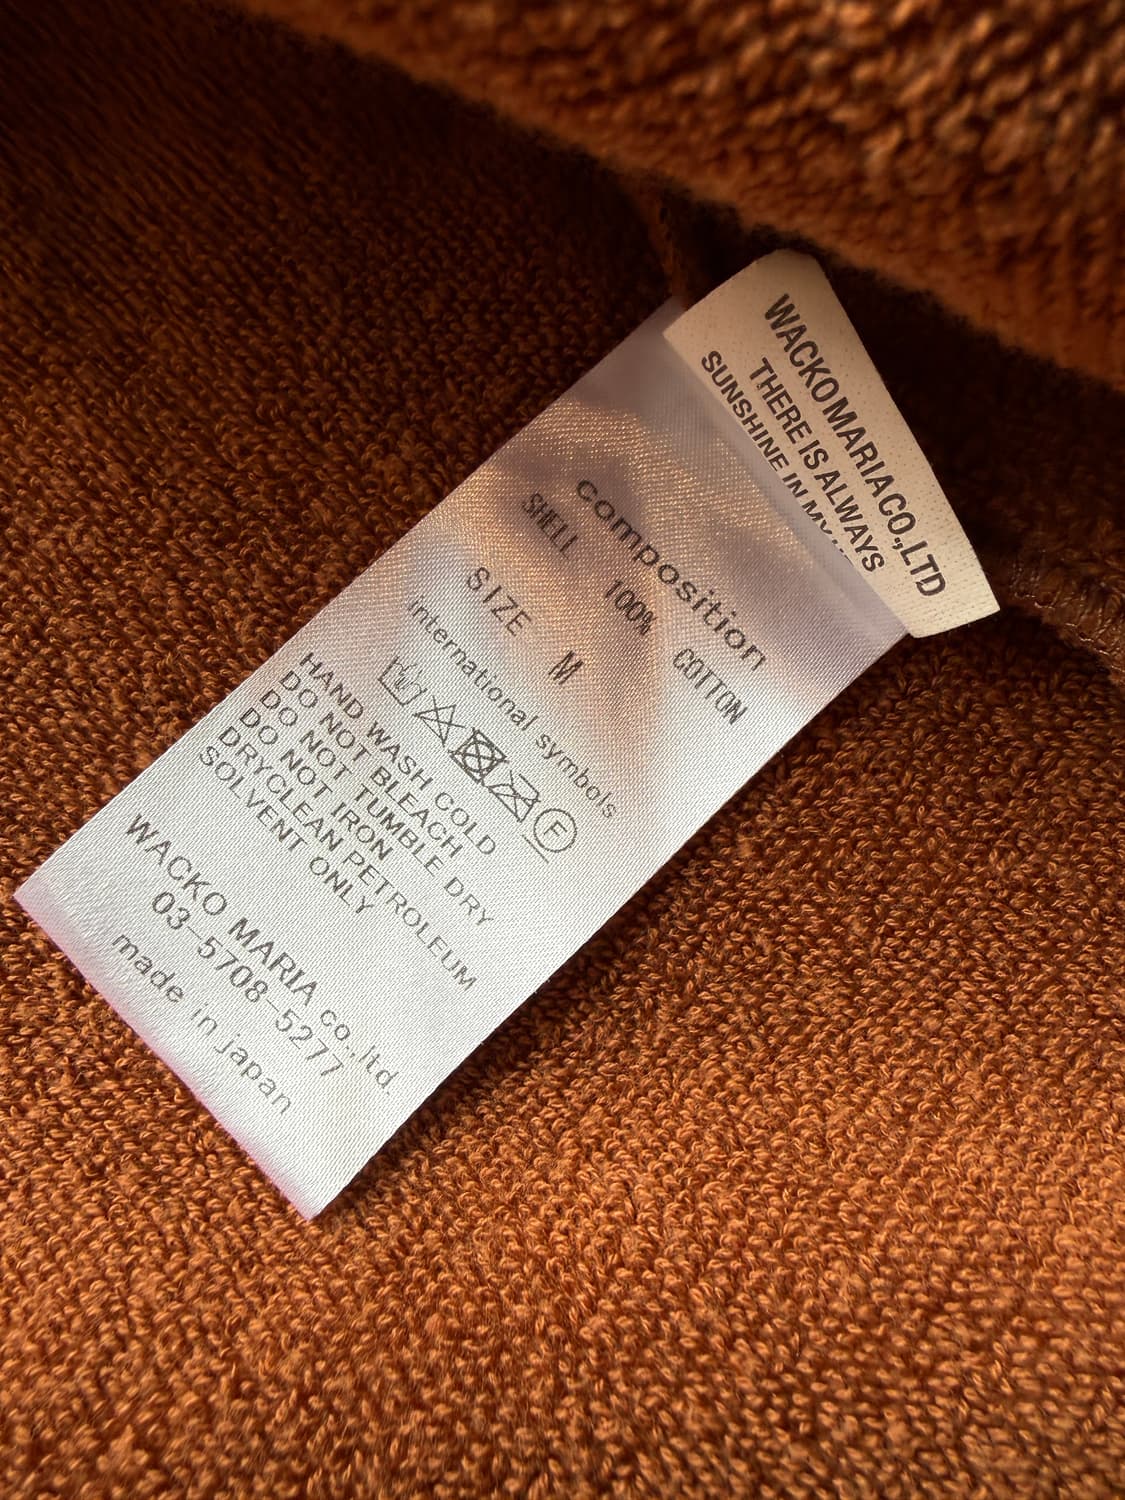 WACKO MARIA CO.,LTD
THERE IS ALWAYS
SUNSHINE IN MY
composition
SHELL 100% COTTON
SIZE M
international symbols
F
HAND WASH COLD
DO NOT BLEACH
DO NOT TUMBLE DRY
DO NOT IRON
DRYCLEAN PETROLEUM
SOLVENT ONLY
WACKO MARIA co.,ltd.
03-5708-5277
made in japan